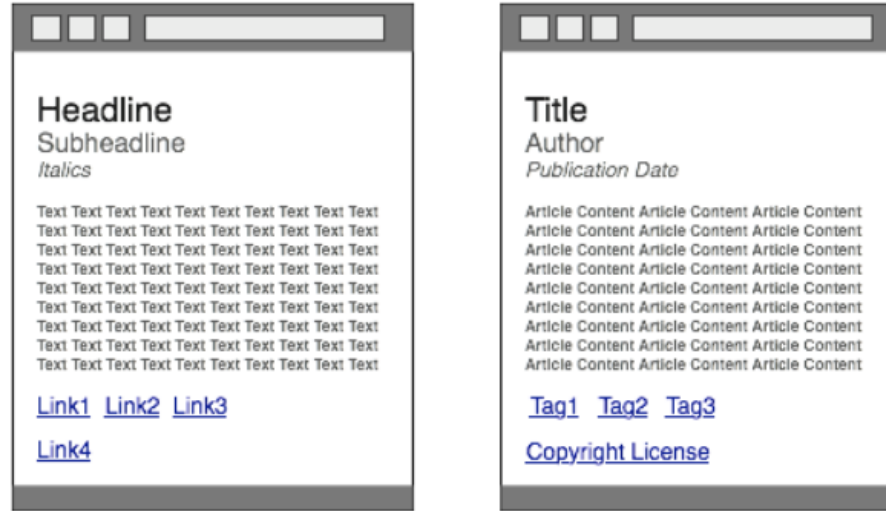 Headline
Subheadline
Italics
Text Text Text Text Text Text Text Text Text Text
Text Text Text Text Text Text Text Text Text Text
Text Text Text Text Text Text Text Text Text Text
Text Text Text Text Text Text Text Text Text Text
Text Text Text Text Text Text Text Text Text Text
Text Text Text Text Text Text Text Text Text Text
Text Text Text Text Text Text Text Text Text Text
Text Text Text Text Text Text Text Text Text Text
Text Text Text Text Text Text Text Text Text Text
Link1 Link2 Link3
Link4
Title
Author
Publication Date
Article Content Article Content Article Content
Article Content Article Content Article Content
Article Content Article Content Article Content
Article Content Article Content Article Content
Article Content Article Content Article Content
Article Content Article Content Article Content
Article Content Article Content Article Content
Article Content Article Content Article Content
Article Content Article Content Article Content
Tag1 Tag2 Tag3
Copyright License